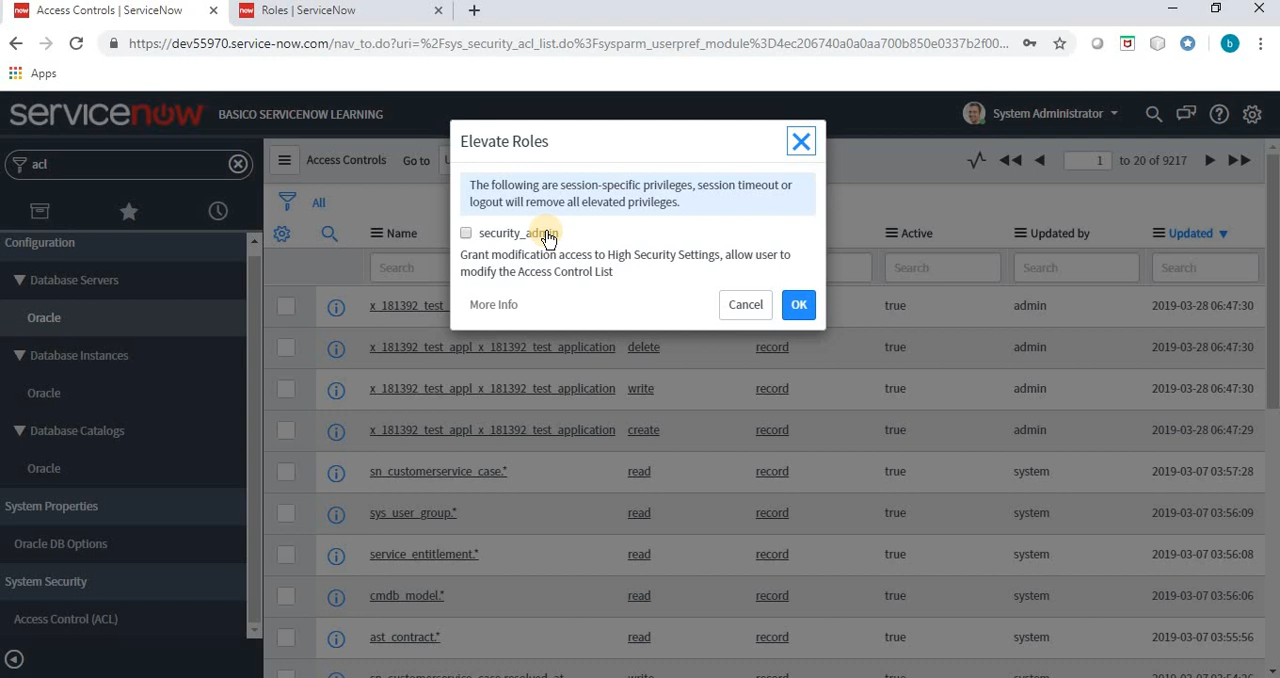 now Access Controls | ServiceNow
now Roles | ServiceNow
https://dev55970.service-now.com/nav_to.do?uri=%2Fsys_security_acl_list.do%3Fsysparm_userpref_module%3D4ec206740a0a0aa700b850e0337b2f00...
b
Apps
servicenow BASICO SERVICENOW LEARNING
System Administrator
acl
Access Controls Go to
1 to 20 of 9217
Elevate Roles
The following are session-specific privileges, session timeout or
logout will remove all elevated privileges.
security_admin
Grant modification access to High Security Settings, allow user to
modify the Access Control List
More Info
Cancel
OK
Configuration
Database Servers
Oracle
Database Instances
Oracle
Database Catalogs
Oracle
System Properties
Oracle DB Options
System Security
Access Control (ACL)
All
Name Active Updated by Updated
Search Search Search Search
x_181392_test true admin 2019-03-28 06:47:30
x_181392_test_appl_x_181392_test_application delete record true admin 2019-03-28 06:47:30
x_181392_test_appl_x_181392_test_application write record true admin 2019-03-28 06:47:30
x_181392_test_appl_x_181392_test_application create record true admin 2019-03-28 06:47:29
sn_customerservice_case.* read record true system 2019-03-07 03:57:28
sys_user_group.* read record true system 2019-03-07 03:56:09
service_entitlement.* read record true system 2019-03-07 03:56:08
cmdb_model.* read record true system 2019-03-07 03:56:06
ast_contract.* read record true system 2019-03-07 03:55:56